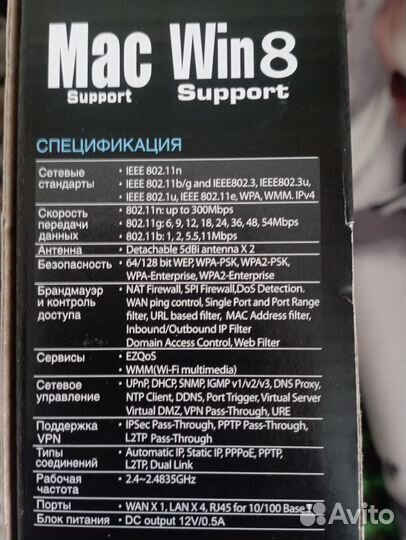 Mac Win 8
Support Support
СПЕЦИФИКАЦИЯ
Сетевые стандарты
• IEEE 802.11n
• IEEE 802.11b/g and IEEE802.3, IEEE802.3u,
• IEEE 802.1u, IEEE 802.11e, WPA, WMM. IPv4
Скорость передачи данных
• 802.11n: up to 300Mbps
• 802.11g: 6, 9, 12, 18, 24, 36, 48, 54Mbps
• 802.11b: 1, 2, 5.5,11Mbps
Антенна • Detachable 5dBi antenna X 2
Безопасность • 64/128 bit WEP, WPA-PSK, WPA2-PSK,
WPA-Enterprise, WPA2-Enterprise
Брандмауэр и контроль доступа
• NAT Firewall, SPI Firewall,DoS Detection.
WAN ping control, Single Port and Port Range
filter, URL based filter, MAC Address filter,
Inbound/Outbound IP Filter
Domain Access Control, Web Filter
Сервисы • EZQoS
• WMM(Wi-Fi multimedia)
Сетевое управление
• UPnP, DHCP, SNMP, IGMP v1/v2/v3, DNS Proxy,
NTP Client, DDNS, Port Trigger, Virtual Server
Virtual DMZ, VPN Pass-Through, URE
Поддержка VPN
• IPSec Pass-Through, PPTP Pass-Through,
L2TP Pass-Through
Типы соединений
• Automatic IP, Static IP, PPPoE, PPTP,
L2TP, Dual Link
Рабочая частота
• 2.4~2.4835GHz
Порты • WAN X 1, LAN X 4, RJ45 for 10/100 Base T
Блок питания • DC output 12V/0.5A
Avito